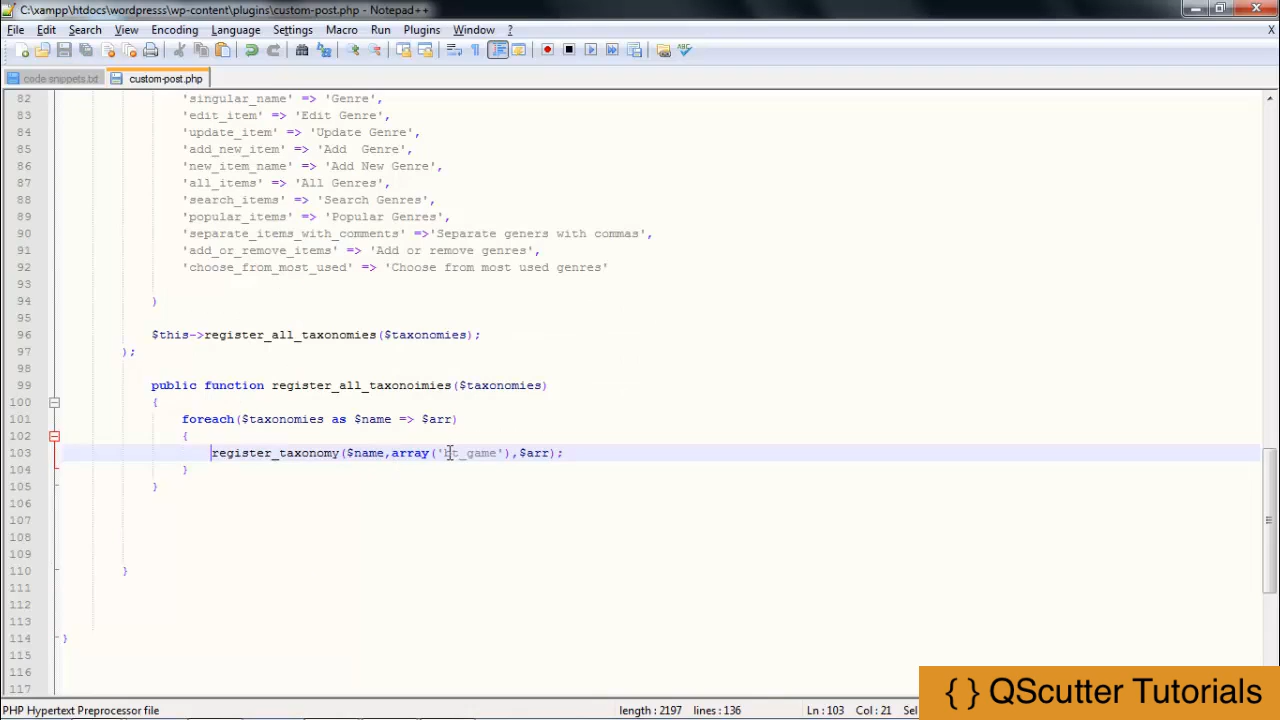 C:\xampp\htdocs\wordpresss\wp-content\plugins\custom-post.php - Notepad++
File Edit Search View Encoding Language Settings Macro Run Plugins Window ? X
code snippets.txt custom-post.php
82 'singular_name' => 'Genre',
83 'edit_item' => 'Edit Genre',
84 'update_item' => 'Update Genre',
85 'add_new_item' => 'Add  Genre',
86 'new_item_name' => 'Add New Genre',
87 'all_items' => 'All Genres',
88 'search_items' => 'Search Genres',
89 'popular_items' => 'Popular Genres',
90 'separate_items_with_comments' =>'Separate geners with commas',
91 'add_or_remove_items' => 'Add or remove genres',
92 'choose_from_most_used' => 'Choose from most used genres'
93
94 )
95
96 $this->register_all_taxonomies($taxonomies);
97 );
98
99 public function register_all_taxonoimies($taxonomies)
100 {
101 foreach($taxonomies as $name => $arr)
102 {
103 register_taxonomy($name,array('bt_game'),$arr);
104 }
105 }
106
107
108
109
110 }
111
112
113
114 }
115
116
117
PHP Hypertext Preprocessor file length : 2197 lines : 136 Ln : 103 Col : 21 Sel
{ } QScutter Tutorials